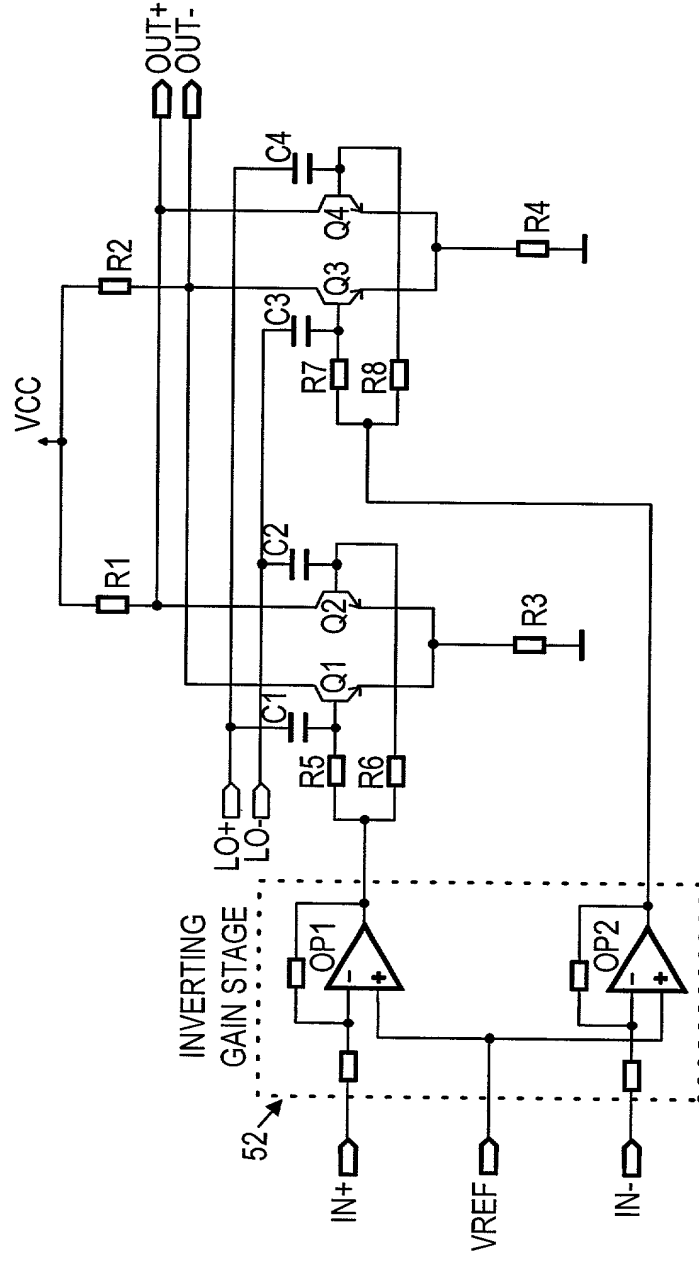 VCC
R1
R2
OUT+
OUT-
LO+
LO-
C1
C2
C3
C4
Q1
Q2
Q3
Q4
R5
R6
R7
R8
R3
R4
INVERTING
GAIN STAGE
52
OP1
-
+
OP2
-
+
IN+
VREF
IN-